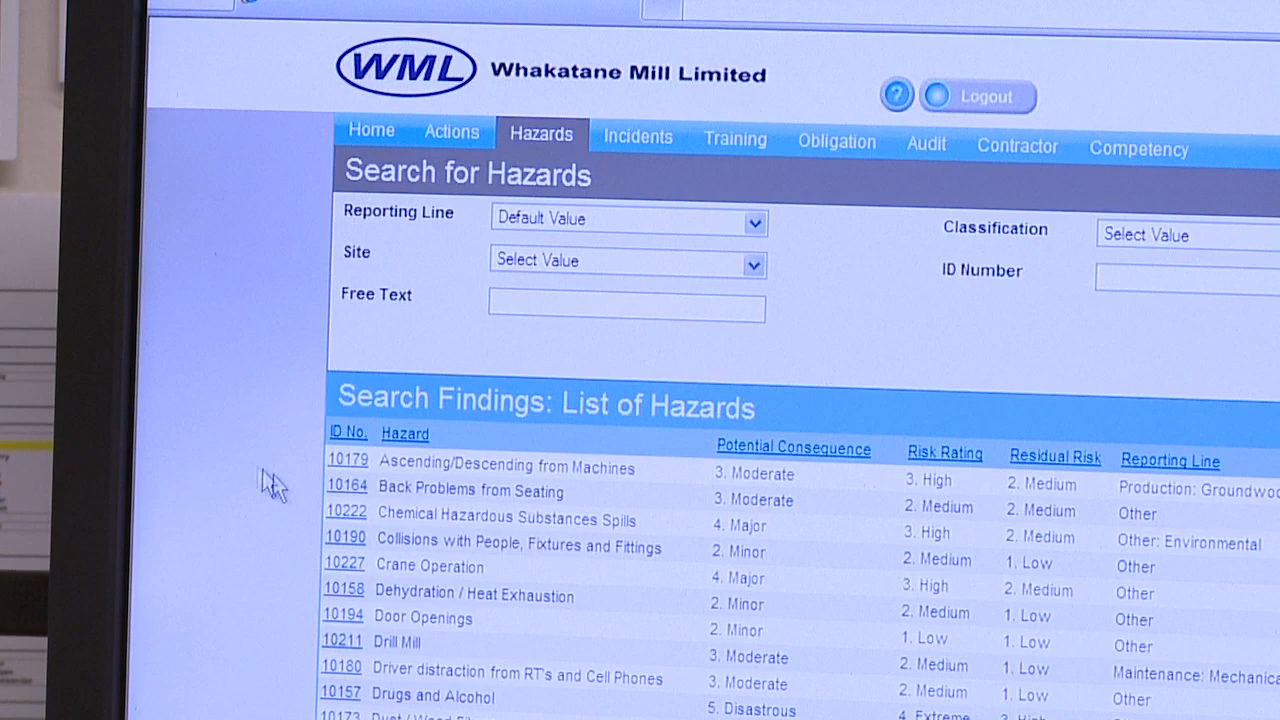 WML Whakatane Mill Limited
? Logout
Home Actions Hazards Incidents Training Obligation Audit Contractor Competency
Search for Hazards
Reporting Line Default Value Classification Select Value
Site Select Value ID Number
Free Text
Search Findings: List of Hazards
ID No. Hazard Potential Consequence Risk Rating Residual Risk Reporting Line
10179 Ascending/Descending from Machines 3. Moderate 3. High 2. Medium Production: Groundwoo
10164 Back Problems from Seating 3. Moderate 2. Medium 2. Medium Other
10222 Chemical Hazardous Substances Spills 4. Major 3. High 2. Medium Other: Environmental
10190 Collisions with People, Fixtures and Fittings 2. Minor 2. Medium 1. Low Other
10227 Crane Operation 4. Major 3. High 2. Medium Other
10158 Dehydration / Heat Exhaustion 2. Minor 2. Medium 1. Low Other
10194 Door Openings 2. Minor 1. Low 1. Low Other
10211 Drill Mill 3. Moderate 2. Medium 1. Low Maintenance: Mechanica
10180 Driver distraction from RT's and Cell Phones 3. Moderate 2. Medium 1. Low Other
10157 Drugs and Alcohol 5. Disastrous 4. Extreme 3. High
10173